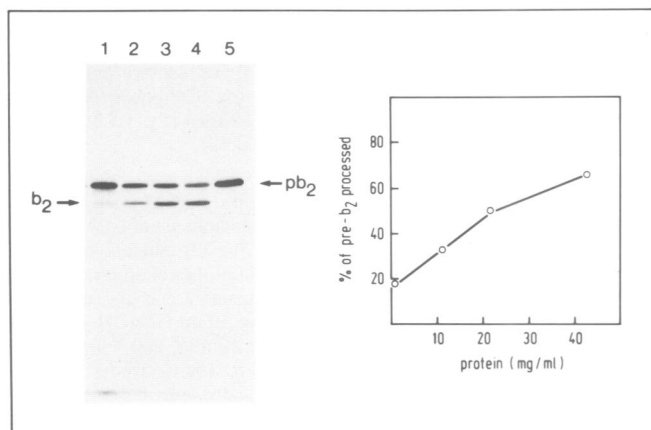 1 2 3 4 5
b₂
pb₂
% of pre-b₂ processed
80
60
40
20
10 20 30 40
protein (mg/ml)